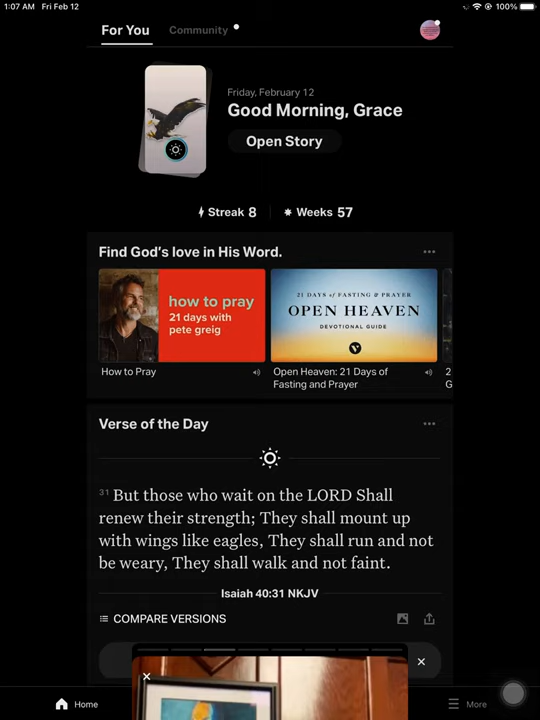 1:07 AM Fri Feb 12
100%
For You
Community
Friday, February 12
Good Morning, Grace
Open Story
Streak 8
Weeks 57
Find God's love in His Word.
how to pray
21 days with
pete greig
21 DAYS of FASTING & PRAYER
OPEN HEAVEN
DEVOTIONAL GUIDE
How to Pray
Open Heaven: 21 Days of
Fasting and Prayer
2
G
Verse of the Day
31 But those who wait on the LORD Shall
renew their strength; They shall mount up
with wings like eagles, They shall run and not
be weary, They shall walk and not faint.
Isaiah 40:31 NKJV
COMPARE VERSIONS
Home
More